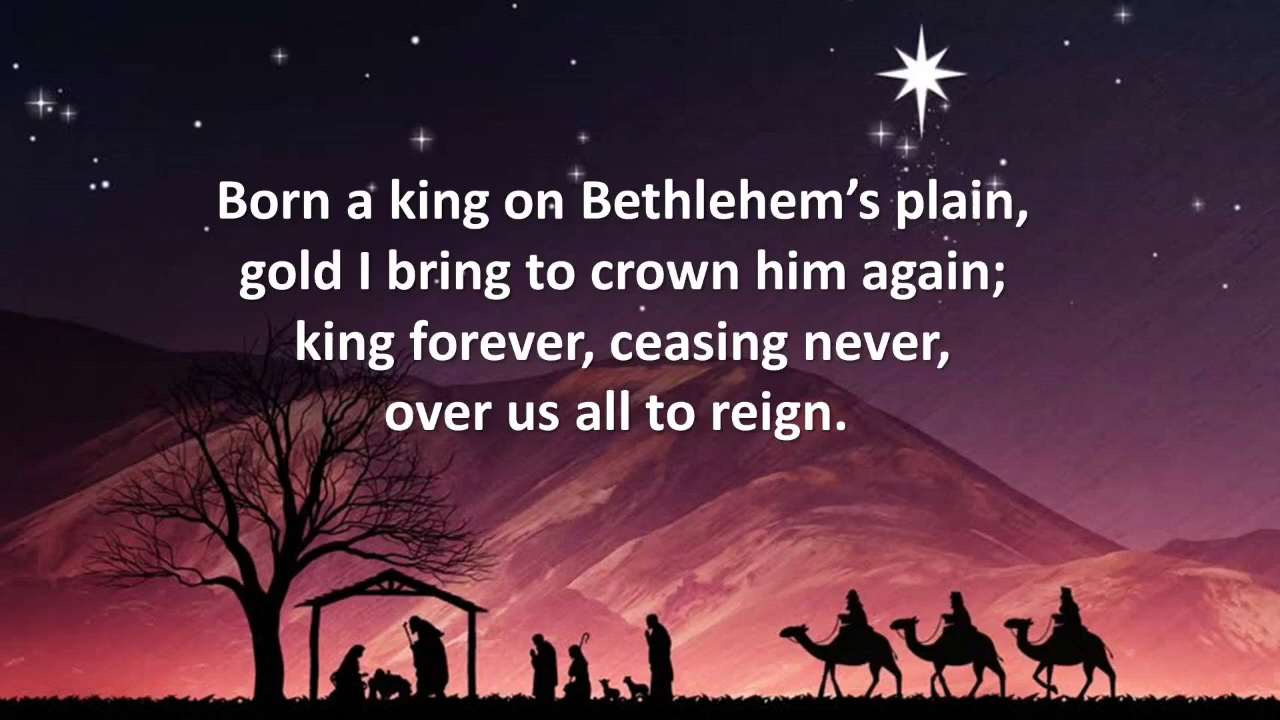 Born a king on Bethlehem’s plain,
gold I bring to crown him again;
king forever, ceasing never,
over us all to reign.